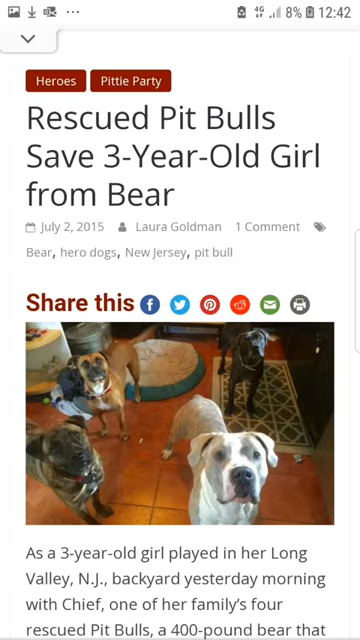 4G 8% 12:42
Heroes Pittie Party
Rescued Pit Bulls
Save 3-Year-Old Girl
from Bear
July 2, 2015 Laura Goldman 1 Comment
Bear, hero dogs, New Jersey, pit bull
Share this
As a 3-year-old girl played in her Long
Valley, N.J., backyard yesterday morning
with Chief, one of her family’s four
rescued Pit Bulls, a 400-pound bear that